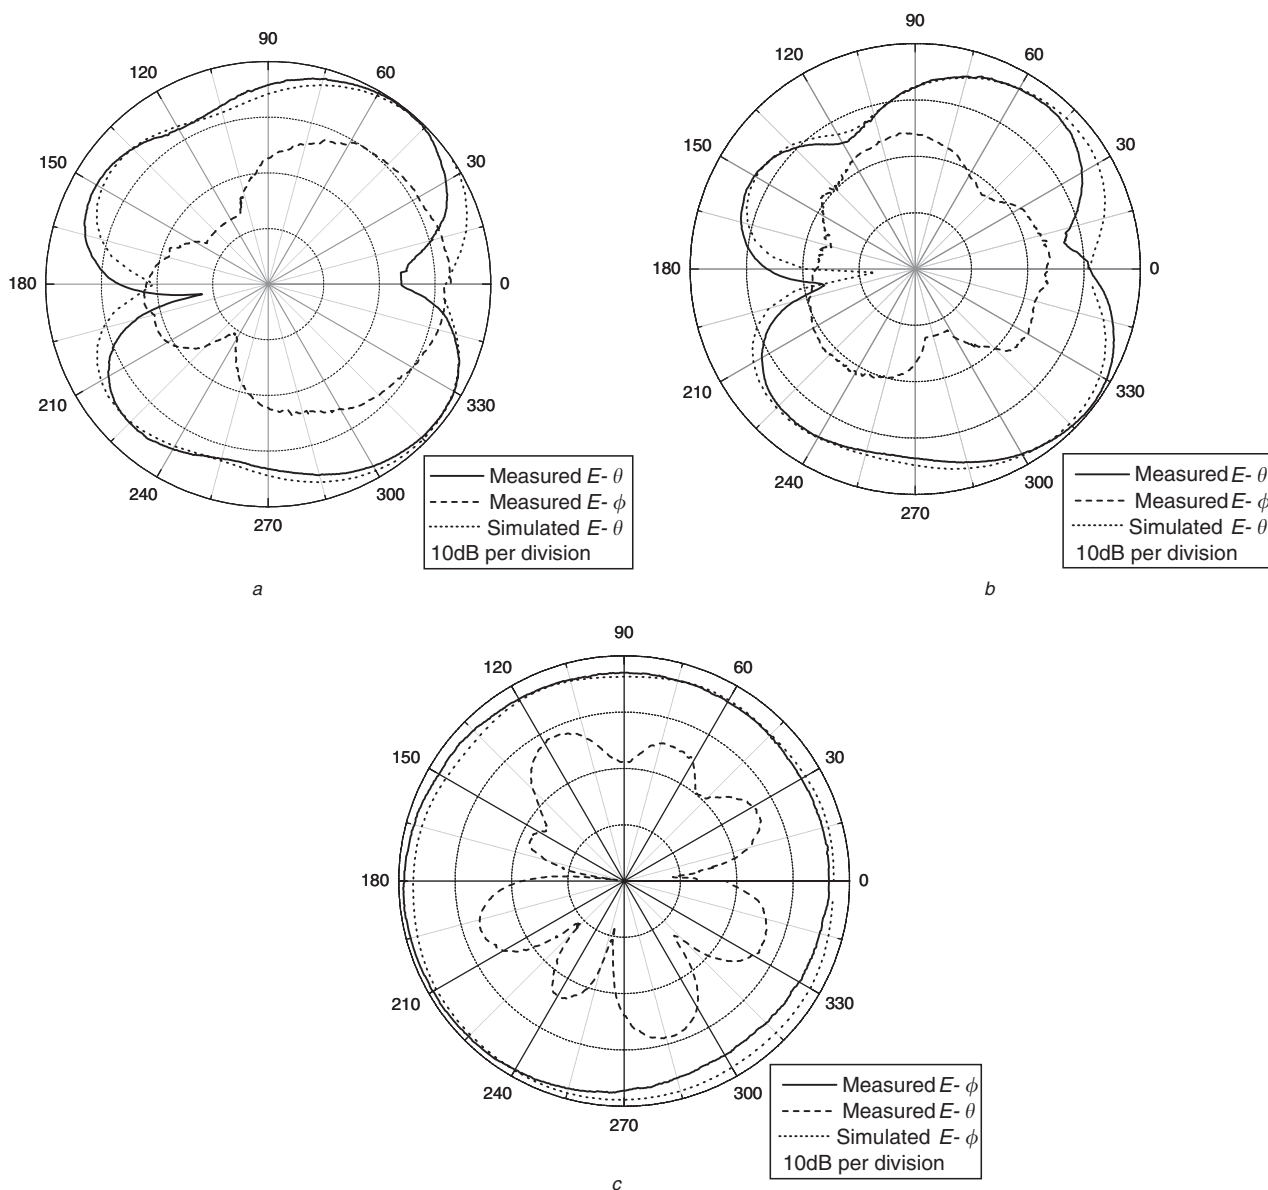 90
120
60
150
30
180
0
210
330
240
300
270
Measured E- θ
Measured E- ϕ
Simulated E- θ
10dB per division
a
90
120
60
150
30
180
0
210
330
240
300
270
Measured E- θ
Measured E- ϕ
Simulated E- θ
10dB per division
b
90
120
60
150
30
180
0
210
330
240
300
270
Measured E- ϕ
Measured E- θ
Simulated E- ϕ
10dB per division
c